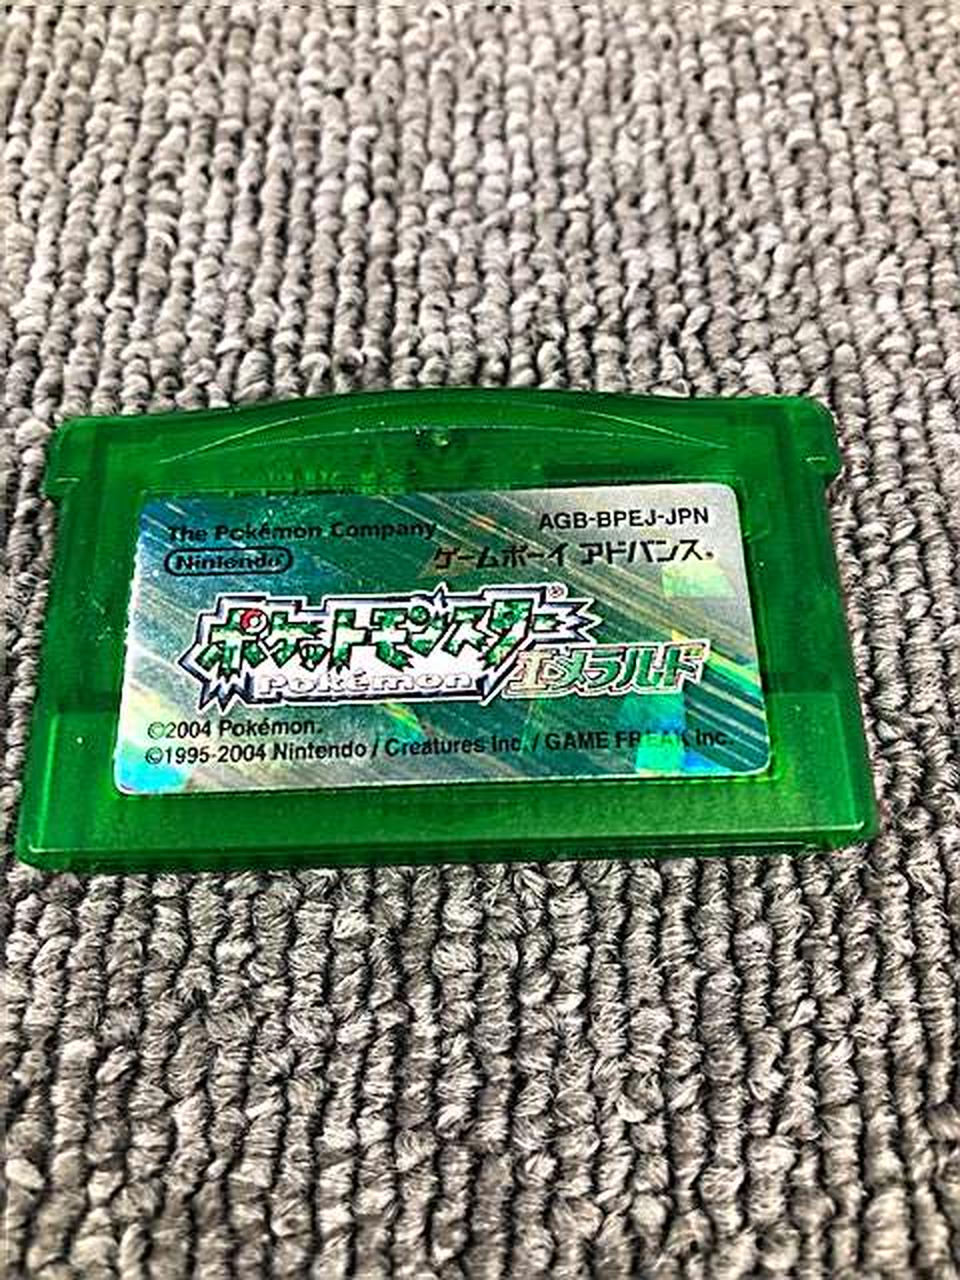 The Pokémon Company
AGB-BPEJ-JPN
Nintendo
ゲームボーイ アドバンス®
ポケットモンスター®
Pokémon
エメラルド
©2004 Pokémon.
©1995-2004 Nintendo / Creatures Inc. / GAME FREAK inc.